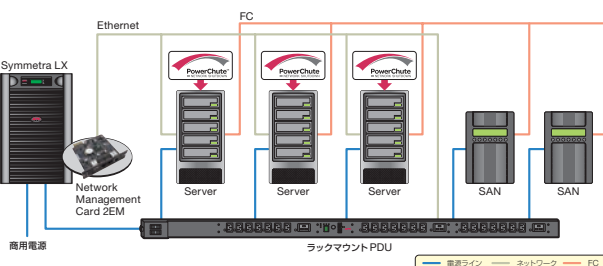 FC
Ethernet
Symmetra LX
PowerChute
PowerChute
PowerChute
Network
Management
Card 2EM
Server
Server
Server
SAN
SAN
商用電源
ラックマウントPDU
電源ライン ネットワーク FC